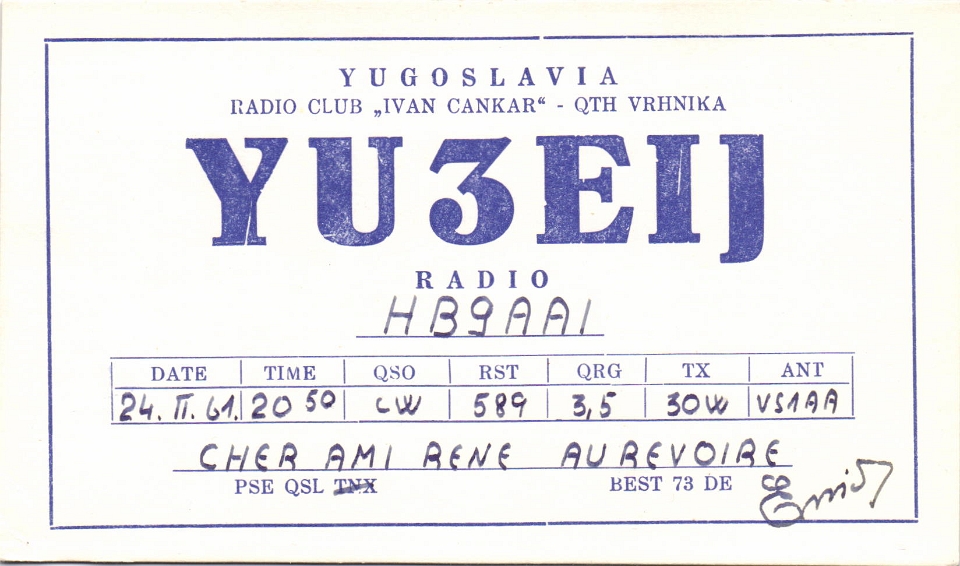 YUGOSLAVIA
RADIO CLUB „IVAN CANKAR“ - QTH VRHNIKA
YU3EIJ
RADIO
HB9AAI
DATE TIME QSO RST QRG TX ANT
24. II. 61. 20 50 CW 589 3,5 30W VS1AA
CHER AMI RENE AUREVOIRE
PSE QSL TNX BEST 73 DE